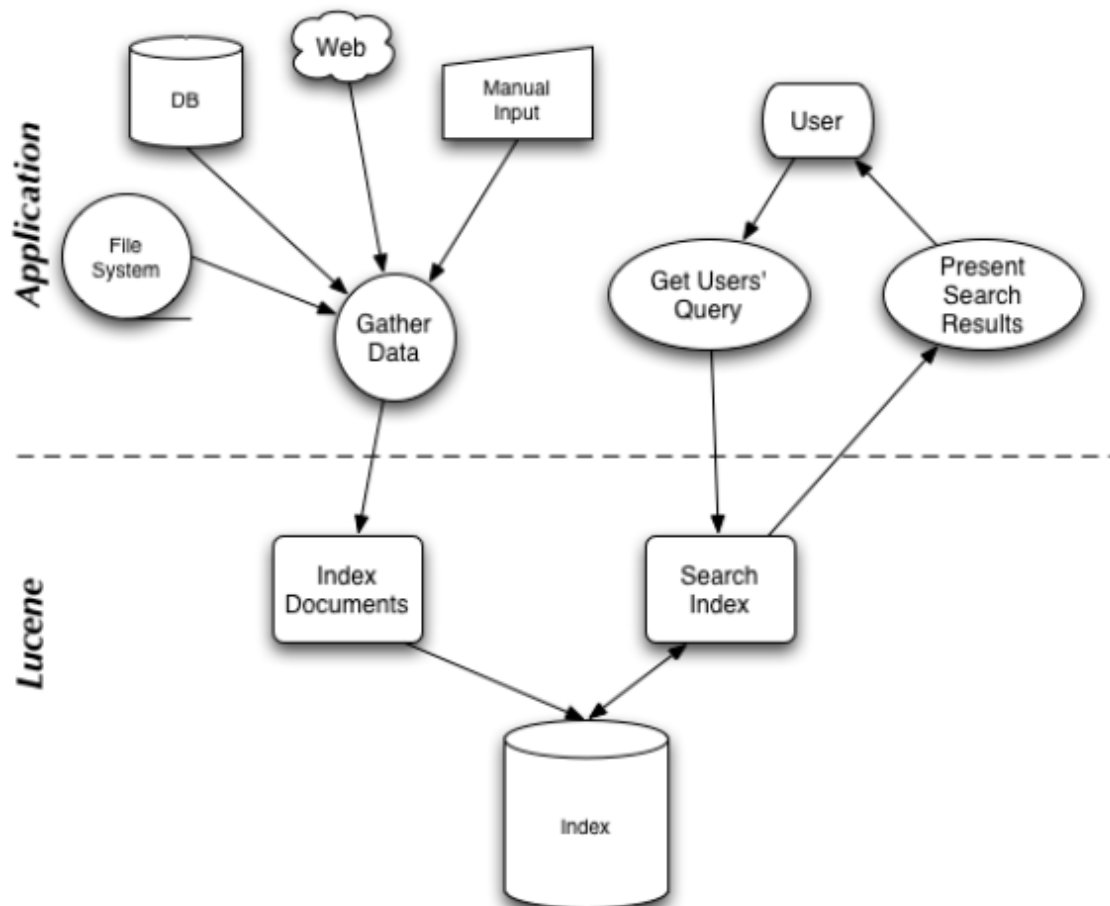 Application
DB
Web
Manual
Input
File
System
Gather
Data
User
Get Users'
Query
Present
Search
Results
Lucene
Index
Documents
Search
Index
Index